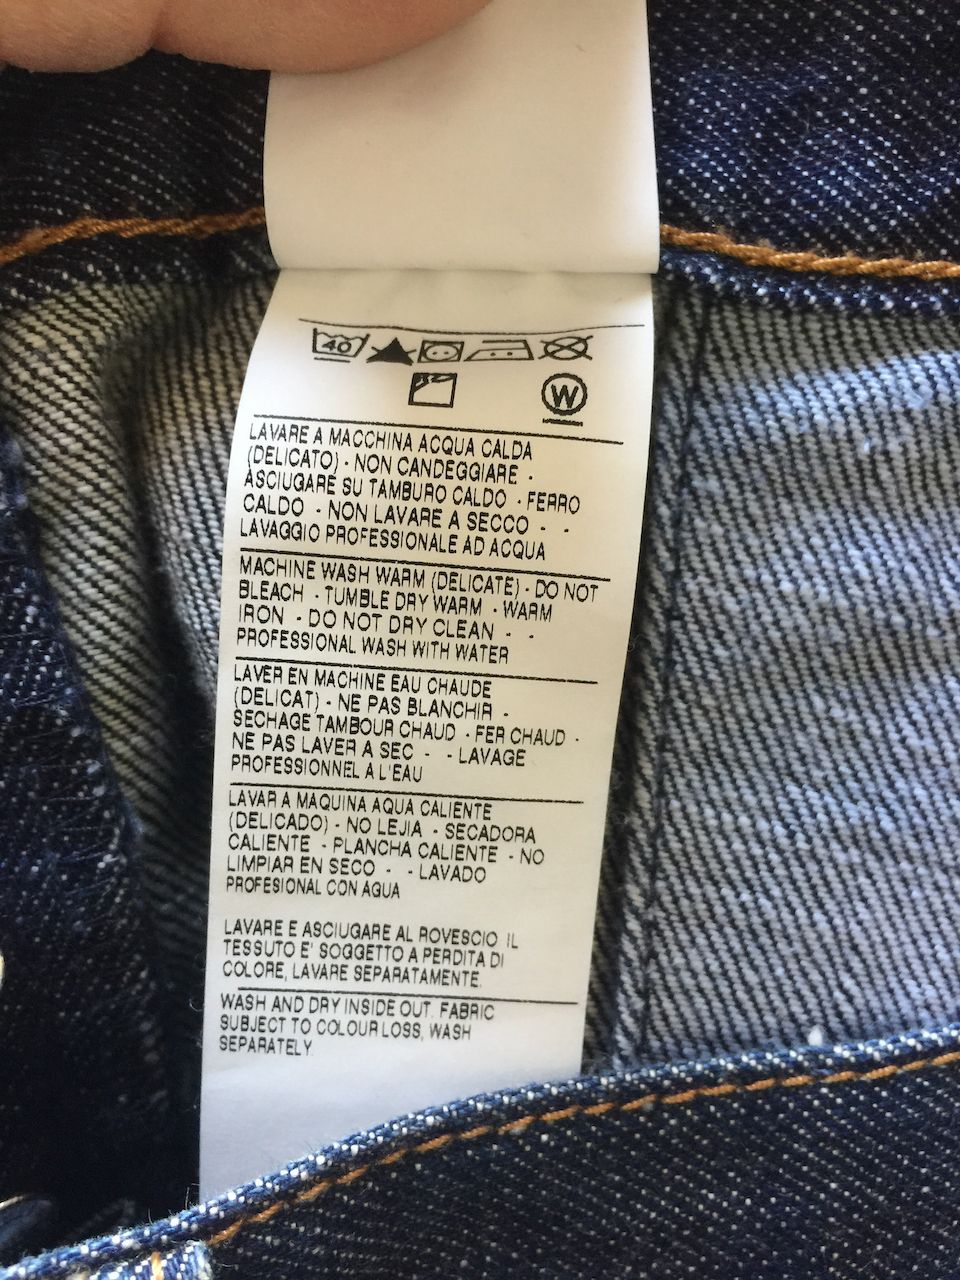 40
W
LAVARE A MACCHINA ACQUA CALDA
(DELICATO) - NON CANDEGGIARE -
ASCIUGARE SU TAMBURO CALDO - FERRO
CALDO - NON LAVARE A SECCO - -
LAVAGGIO PROFESSIONALE AD ACQUA
MACHINE WASH WARM (DELICATE) - DO NOT
BLEACH - TUMBLE DRY WARM - WARM
IRON - DO NOT DRY CLEAN - -
PROFESSIONAL WASH WITH WATER
LAVER EN MACHINE EAU CHAUDE
(DELICAT) - NE PAS BLANCHIR -
SECHAGE TAMBOUR CHAUD - FER CHAUD -
NE PAS LAVER A SEC - - LAVAGE
PROFESSIONNEL A L'EAU
LAVAR A MAQUINA AQUA CALIENTE
(DELICADO) - NO LEJIA - SECADORA
CALIENTE - PLANCHA CALIENTE - NO
LIMPIAR EN SECO - - LAVADO
PROFESIONAL CON AGUA
LAVARE E ASCIUGARE AL ROVESCIO IL
TESSUTO E' SOGGETTO A PERDITA DI
COLORE, LAVARE SEPARATAMENTE.
WASH AND DRY INSIDE OUT. FABRIC
SUBJECT TO COLOUR LOSS, WASH
SEPARATELY.